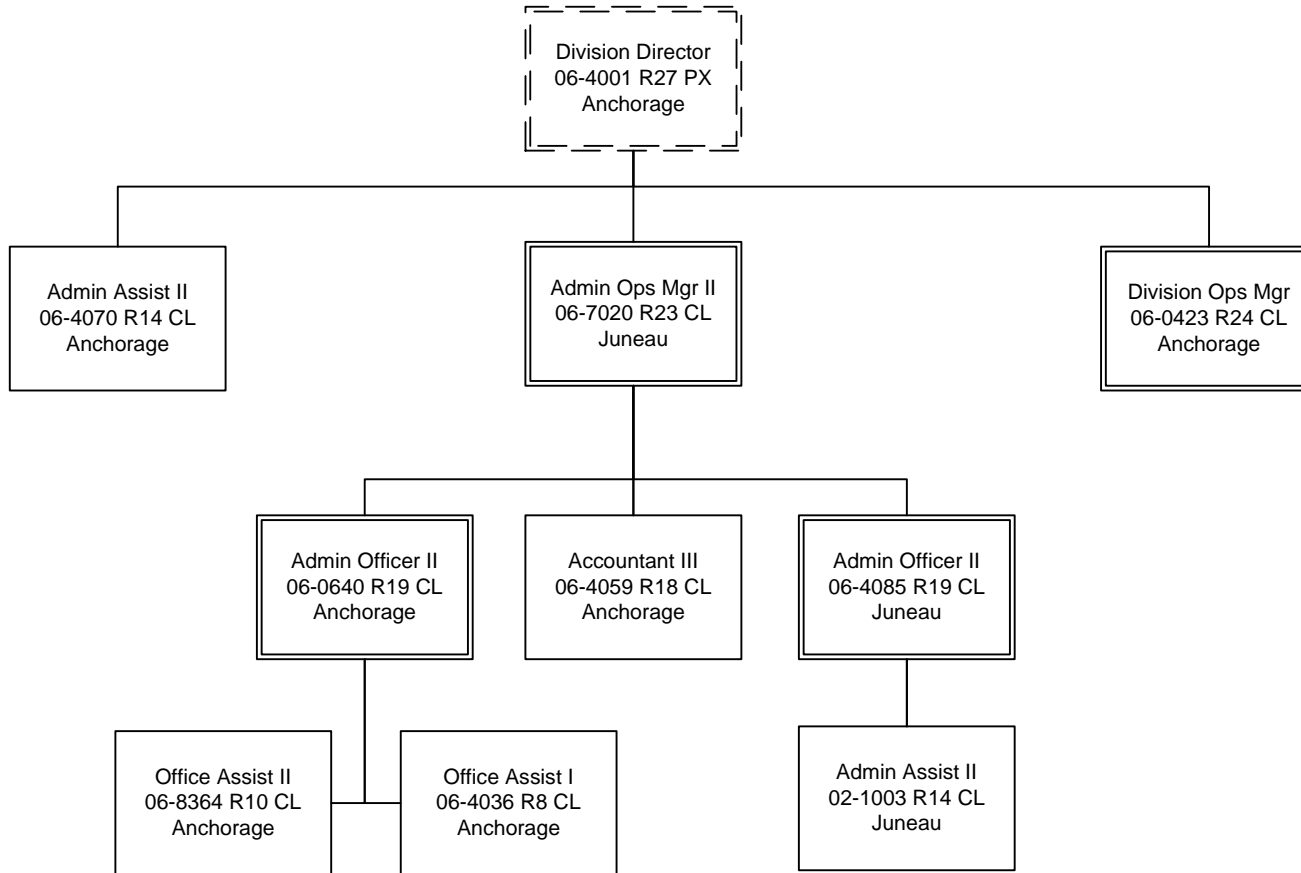 Division Director
06-4001 R27 PX
Anchorage
Admin Assist II
06-4070 R14 CL
Anchorage
Admin Ops Mgr II
06-7020 R23 CL
Juneau
Division Ops Mgr
06-0423 R24 CL
Anchorage
Admin Officer II
06-0640 R19 CL
Anchorage
Accountant III
06-4059 R18 CL
Anchorage
Admin Officer II
06-4085 R19 CL
Juneau
Office Assist II
06-8364 R10 CL
Anchorage
Office Assist I
06-4036 R8 CL
Anchorage
Admin Assist II
02-1003 R14 CL
Juneau